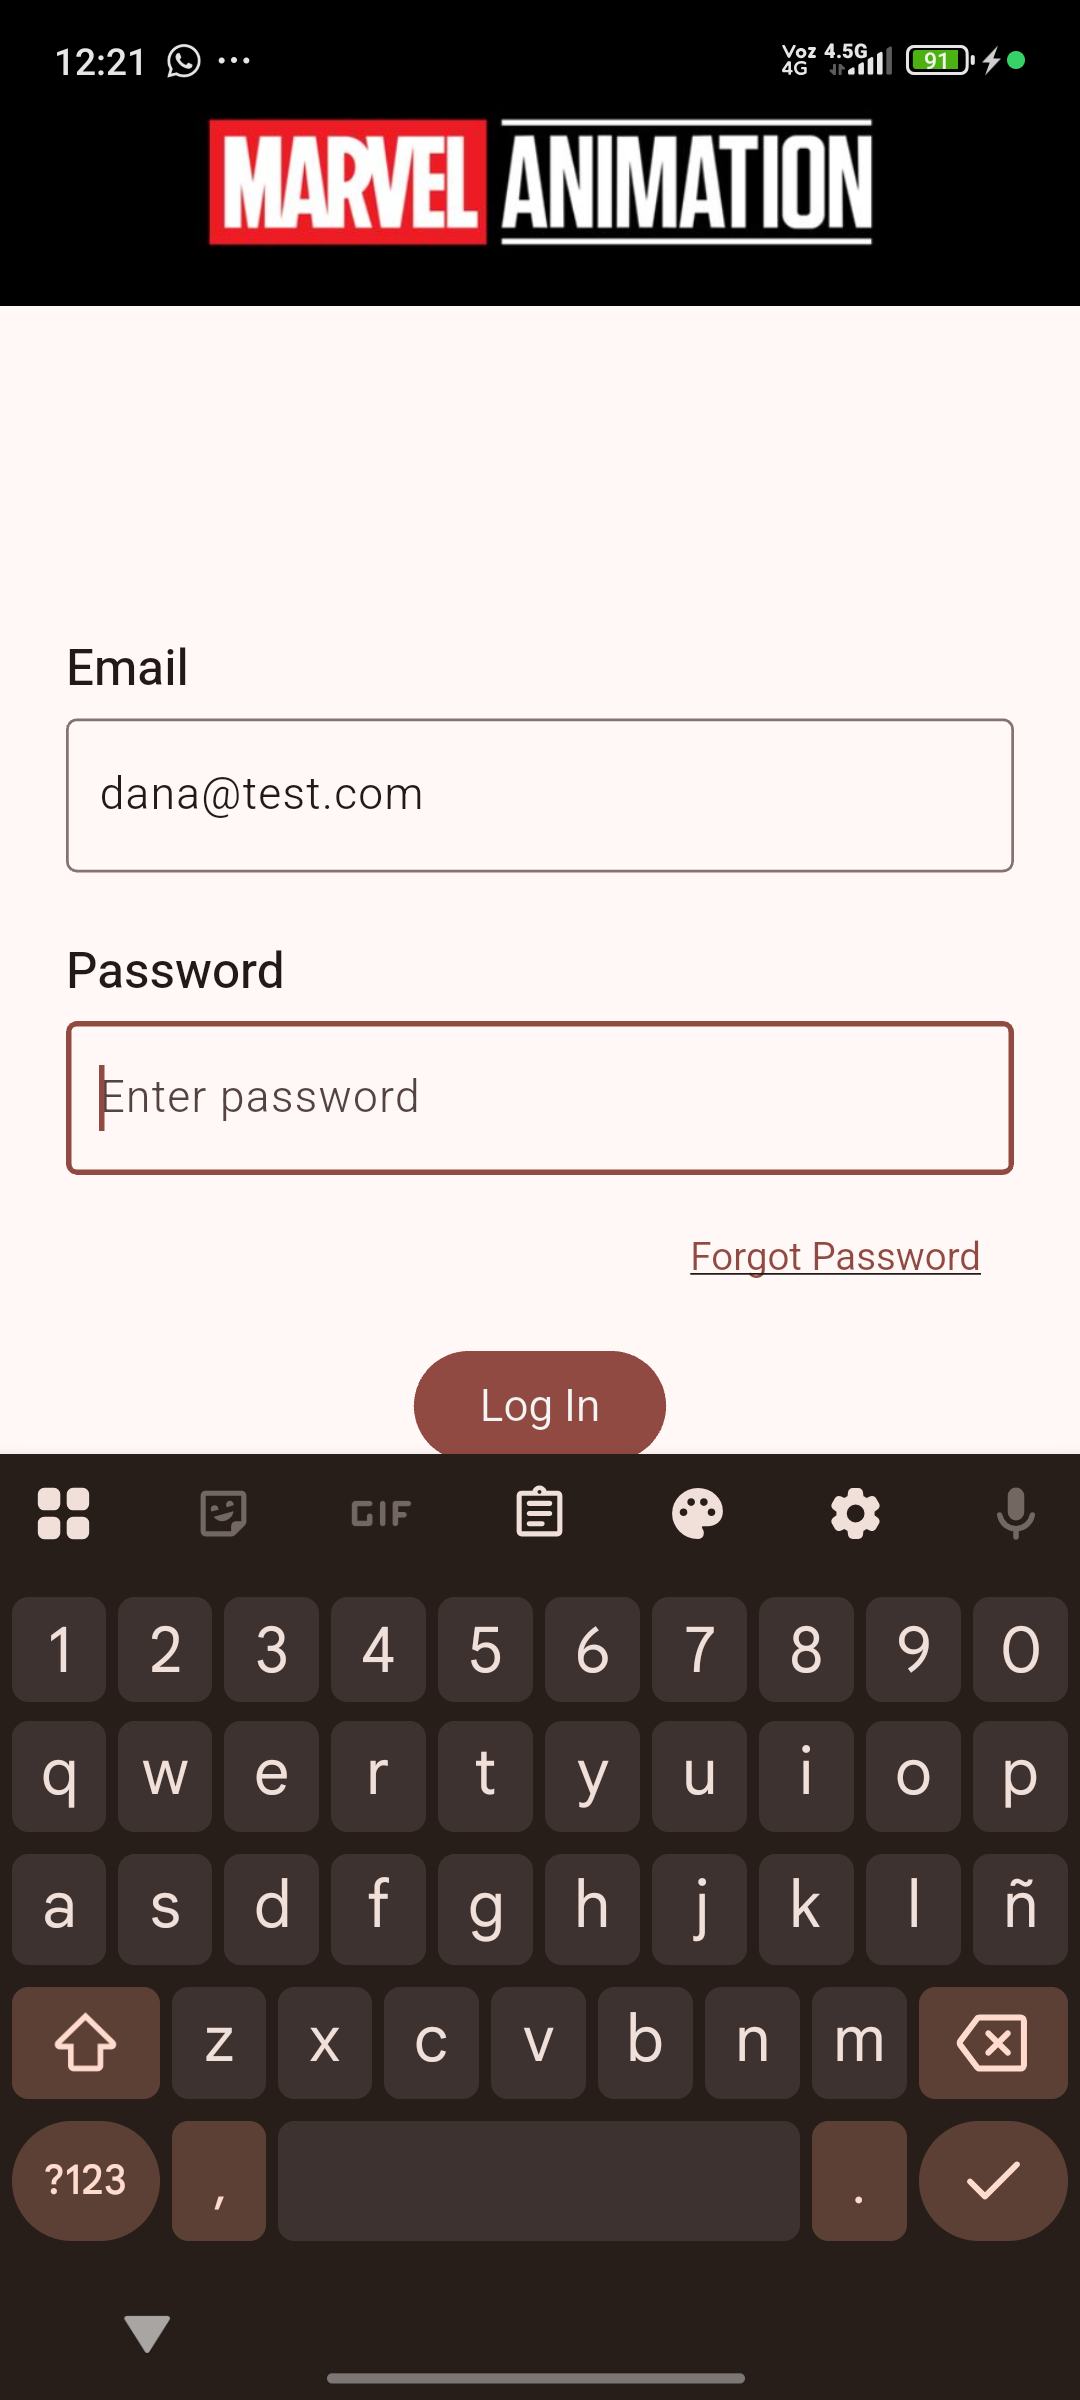 12:21
Voz 4G 4.5G 91
MARVEL ANIMATION
Email
dana@test.com
Password
Enter password
Forgot Password
Log In
GIF
1 2 3 4 5 6 7 8 9 0
q w e r t y u i o p
a s d f g h j k l ñ
z x c v b n m
?123 , .